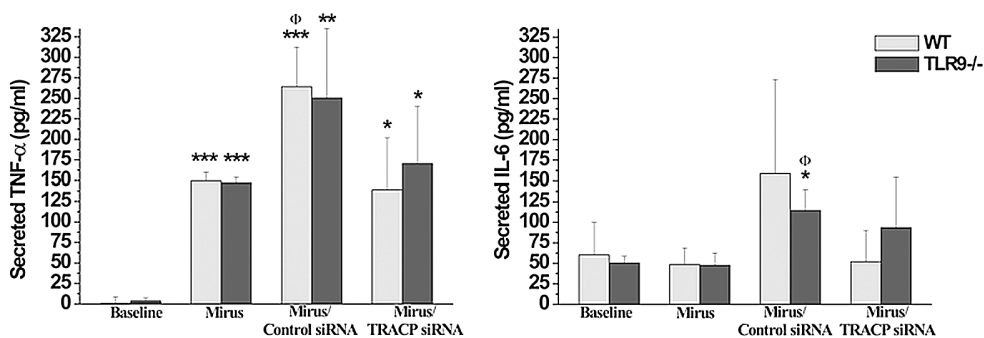 Secreted TNF-α (pg/ml)
325
300
275
250
225
200
175
150
125
100
75
50
25
0
Φ
***
**
***
***
*
*
Baseline
Mirus
Mirus/
Control siRNA
Mirus/
TRACP siRNA
Secreted IL-6 (pg/ml)
325
300
275
250
225
200
175
150
125
100
75
50
25
0
WT
TLR9-/-
Φ
*
Baseline
Mirus
Mirus/
Control siRNA
Mirus/
TRACP siRNA